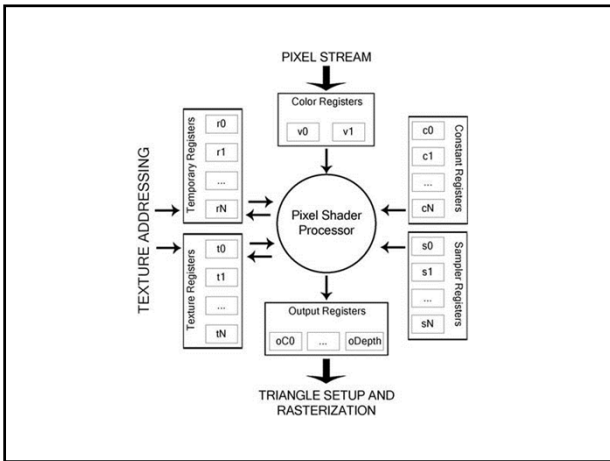 PIXEL STREAM
Color Registers
v0 v1
TEXTURE ADDRESSING
Temporary Registers
r0
r1
...
rN
Texture Registers
t0
t1
...
tN
Pixel Shader
Processor
c0
c1
...
cN
Constant Registers
s0
s1
...
sN
Sampler Registers
Output Registers
oC0 ... oDepth
TRIANGLE SETUP AND
RASTERIZATION